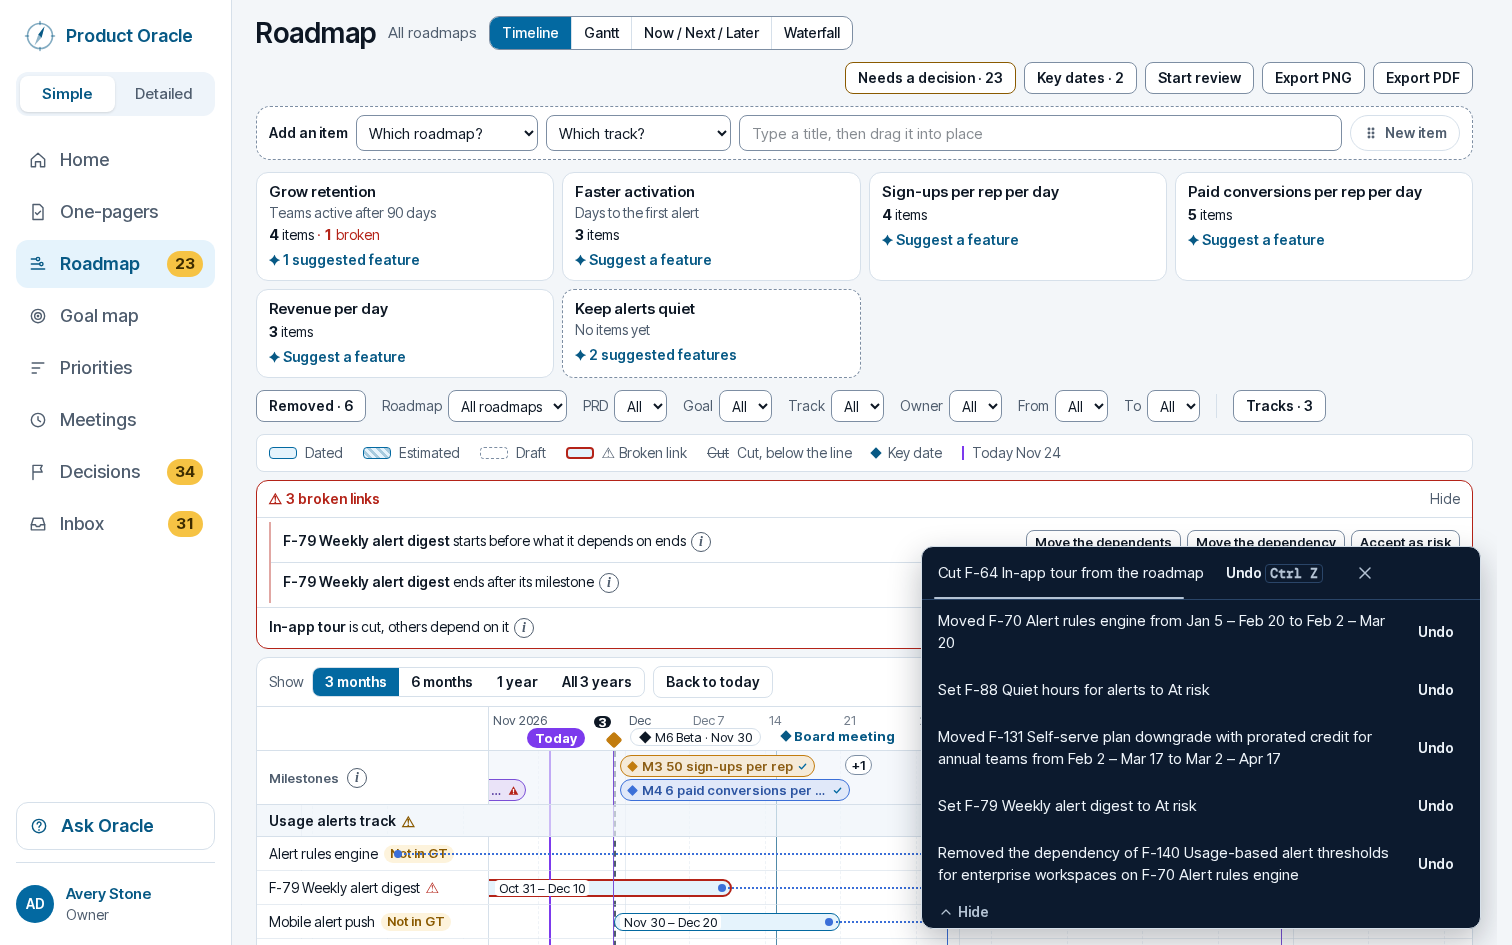 Product Oracle
Simple
Detailed
Home
One-pagers
Roadmap
23
Goal map
Priorities
Meetings
Decisions
34
Inbox
31
Ask Oracle
AD
Avery Stone
Owner
Roadmap
All roadmaps
Timeline
Gantt
Now / Next / Later
Waterfall
Needs a decision · 23
Key dates · 2
Start review
Export PNG
Export PDF
Add an item
Which roadmap?
Which track?
Type a title, then drag it into place
New item
Grow retention
Teams active after 90 days
4 items · 1 broken
1 suggested feature
Faster activation
Days to the first alert
3 items
Suggest a feature
Sign-ups per rep per day
4 items
Suggest a feature
Paid conversions per rep per day
5 items
Suggest a feature
Revenue per day
3 items
Suggest a feature
Keep alerts quiet
No items yet
2 suggested features
Removed · 6
Roadmap
All roadmaps
PRD
All
Goal
All
Track
All
Owner
All
From
All
To
All
Tracks · 3
Dated
Estimated
Draft
⚠ Broken link
Cut
Cut, below the line
Key date
Today Nov 24
⚠ 3 broken links
Hide
F-79 Weekly alert digest starts before what it depends on ends
i
Move the dependents
Move the dependency
Accept as risk
F-79 Weekly alert digest ends after its milestone
i
In-app tour is cut, others depend on it
i
Cut F-64 In-app tour from the roadmap
Undo
Ctrl Z
Moved F-70 Alert rules engine from Jan 5 – Feb 20 to Feb 2 – Mar
20
Undo
Set F-88 Quiet hours for alerts to At risk
Undo
Moved F-131 Self-serve plan downgrade with prorated credit for
annual teams from Feb 2 – Mar 17 to Mar 2 – Apr 17
Undo
Set F-79 Weekly alert digest to At risk
Undo
Removed the dependency of F-140 Usage-based alert thresholds
for enterprise workspaces on F-70 Alert rules engine
Undo
Hide
Show
3 months
6 months
1 year
All 3 years
Back to today
Nov 2026
3
Dec
Dec 7
14
21
Today
M6 Beta · Nov 30
Board meeting
Milestones
i
M3 50 sign-ups per rep
+1
...
M4 6 paid conversions per ...
Usage alerts track ⚠
Alert rules engine
Not in GT
F-79 Weekly alert digest ⚠
Oct 31 – Dec 10
Mobile alert push
Not in GT
Nov 30 – Dec 20